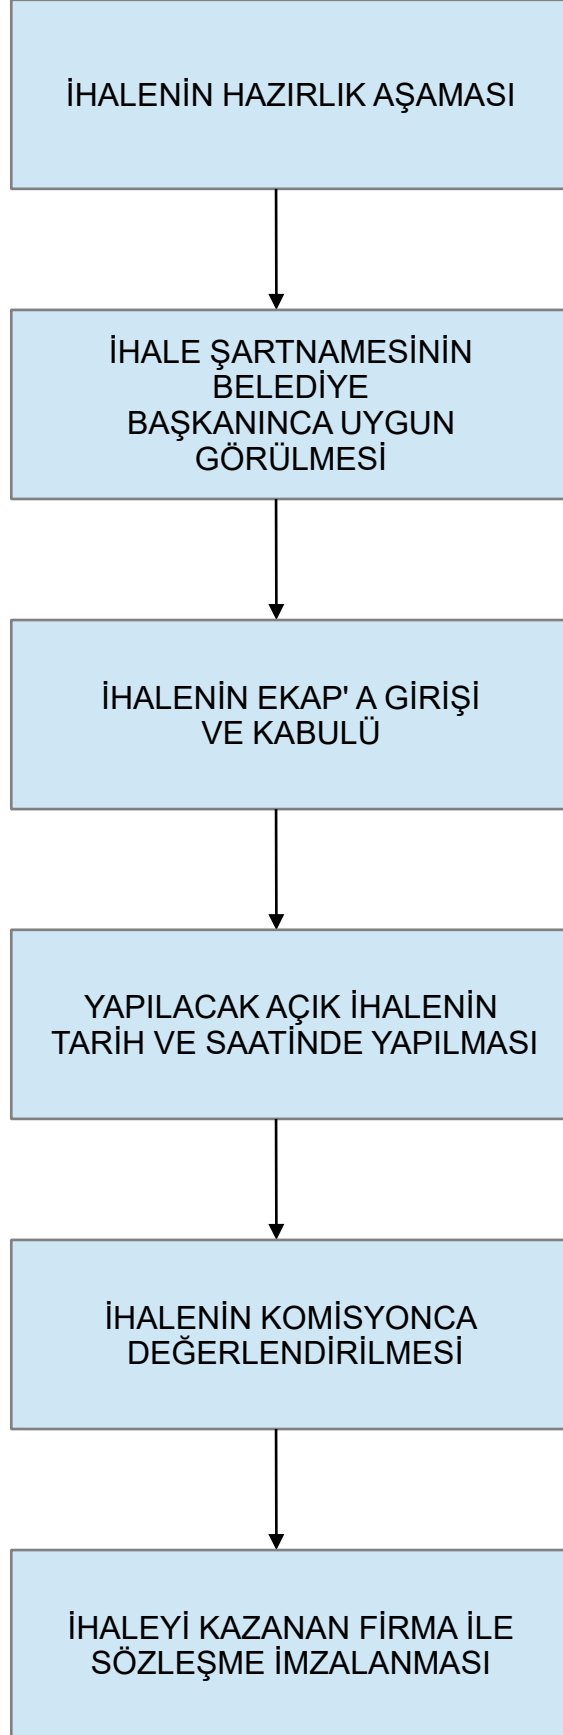 İHALENİN HAZIRLIK AŞAMASI
İHALE ŞARTNAMESİNİN
BELEDİYE
BAŞKANINCA UYGUN
GÖRÜLMESİ
İHALENİN EKAP' A GİRİŞİ
VE KABULÜ
YAPILACAK AÇIK İHALENİN
TARİH VE SAATİNDE YAPILMASI
İHALENİN KOMİSYONCA
DEĞERLENDİRİLMESİ
İHALEYİ KAZANAN FİRMA İLE
SÖZLEŞME İMZALANMASI